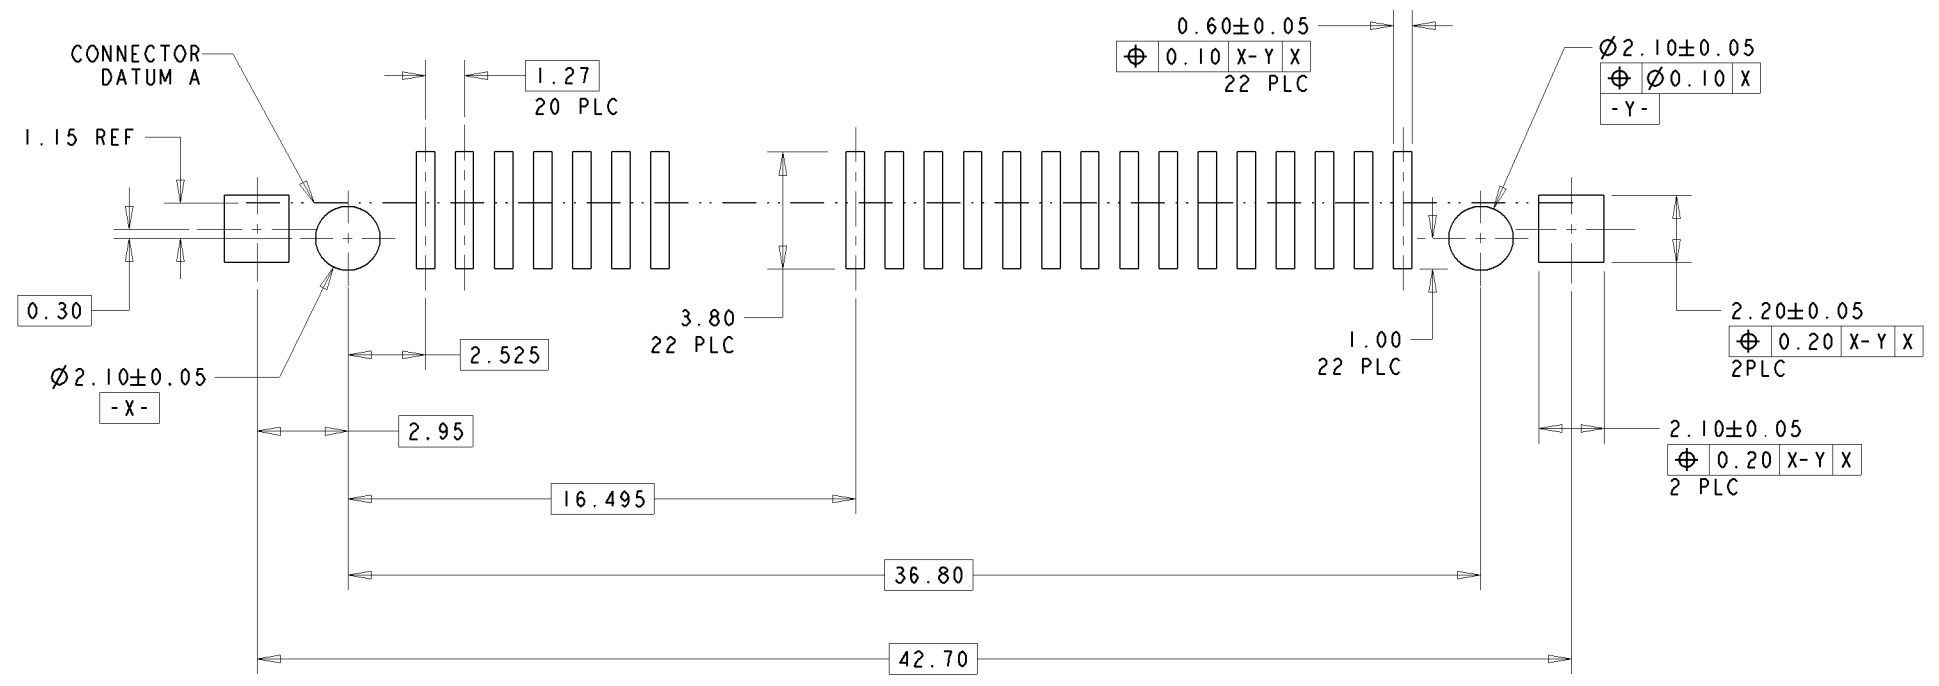 CONNECTOR
DATUM A
1.27
20 PLC
0.60±0.05
⌖ 0.10 X-Y X
22 PLC
Ø2.10±0.05
⌖ Ø0.10 X
-Y-
1.15 REF
0.30
3.80
22 PLC
1.00
22 PLC
2.20±0.05
⌖ 0.20 X-Y X
2PLC
2.525
Ø2.10±0.05
-X-
2.95
2.10±0.05
⌖ 0.20 X-Y X
2 PLC
16.495
36.80
42.70